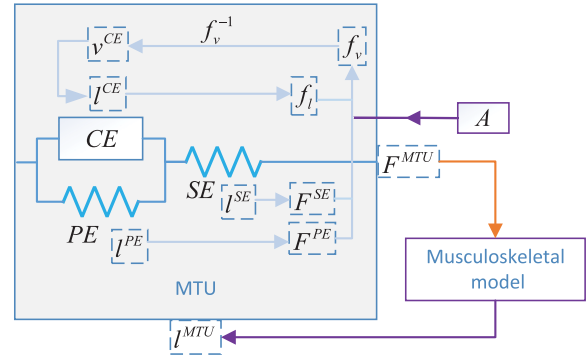 v^{CE} f_v^{-1} f_v
l^{CE} f_l
A
CE
SE F^{MTU}
l^{SE} F^{SE}
PE
l^{PE} F^{PE}
Musculoskeletal
model
MTU
l^{MTU}